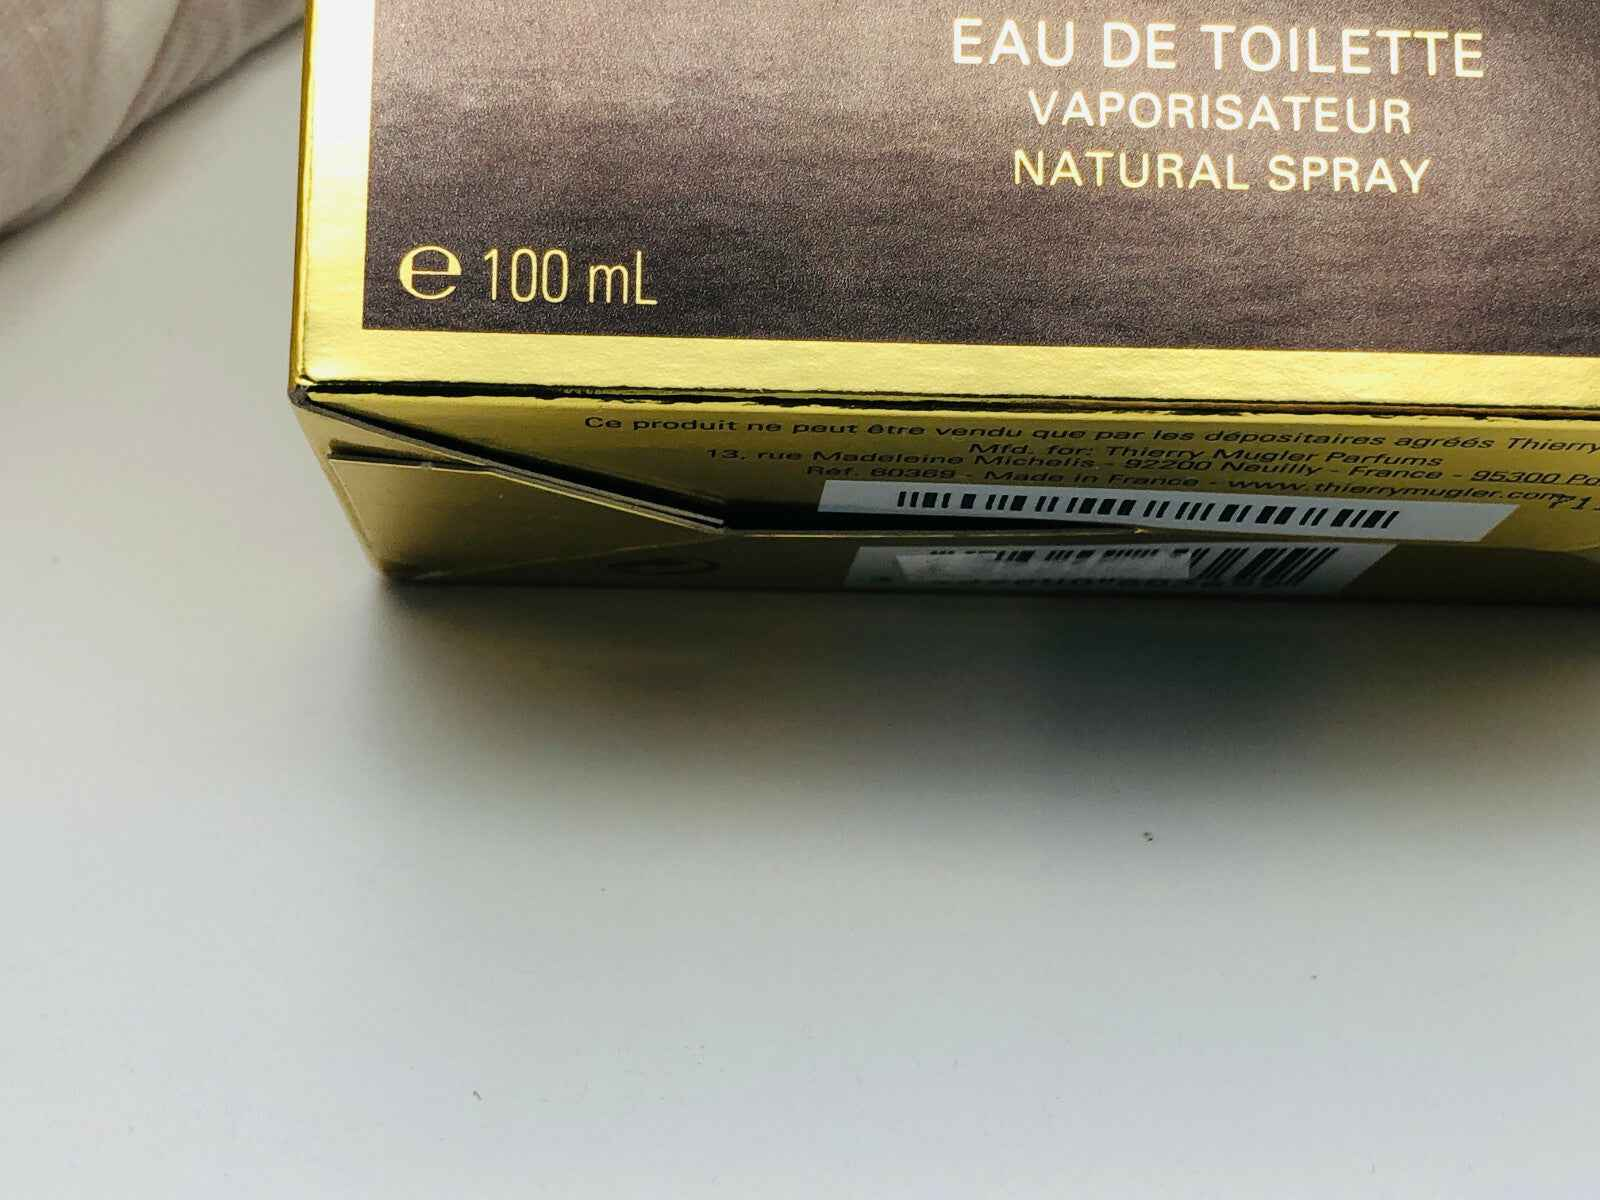 EAU DE TOILETTE
VAPORISATEUR
NATURAL SPRAY
e 100 mL
Ce produit ne peut être vendu que par les dépositaires agréés Thierry
Mfd. for: Thierry Mugler Parfums
13, rue Madeleine Michelis - 92200 Neuilly - France - 95300
Réf. 60369 - Made in France - www.thierrymugler.com